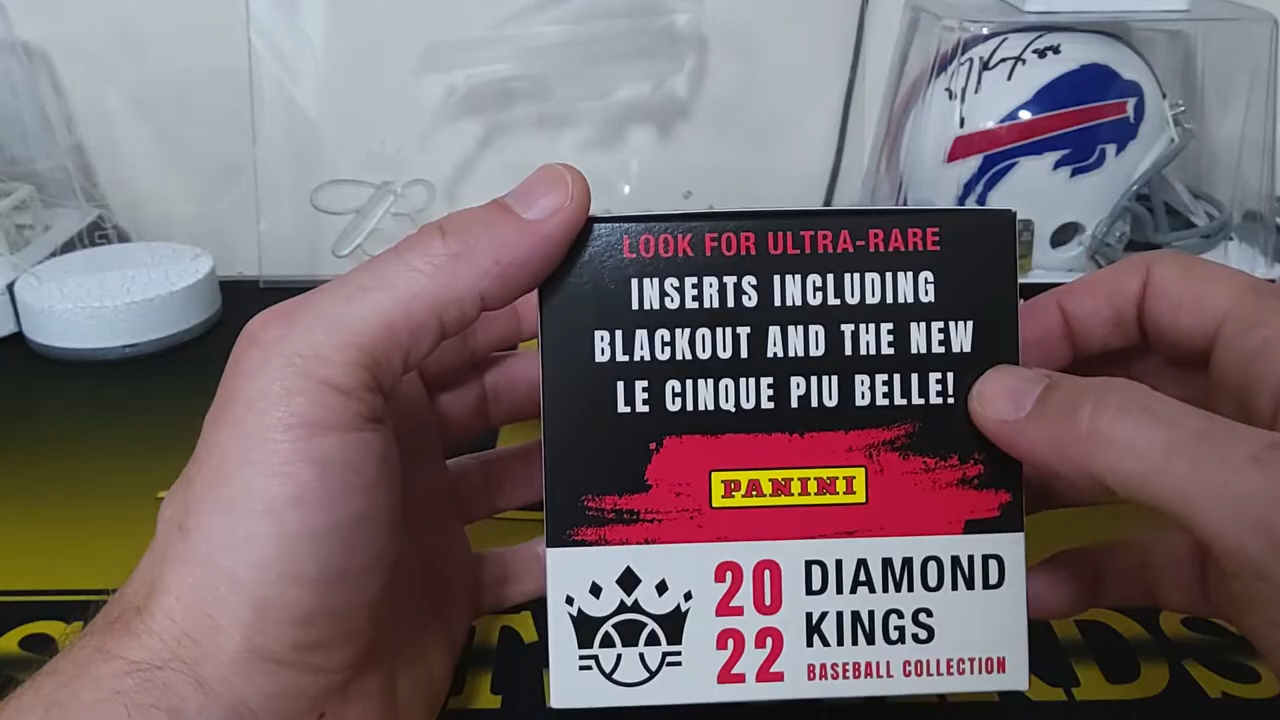 LOOK FOR ULTRA-RARE
INSERTS INCLUDING
BLACKOUT AND THE NEW
LE CINQUE PIU BELLE!
PANINI
20
22
DIAMOND
KINGS
BASEBALL COLLECTION